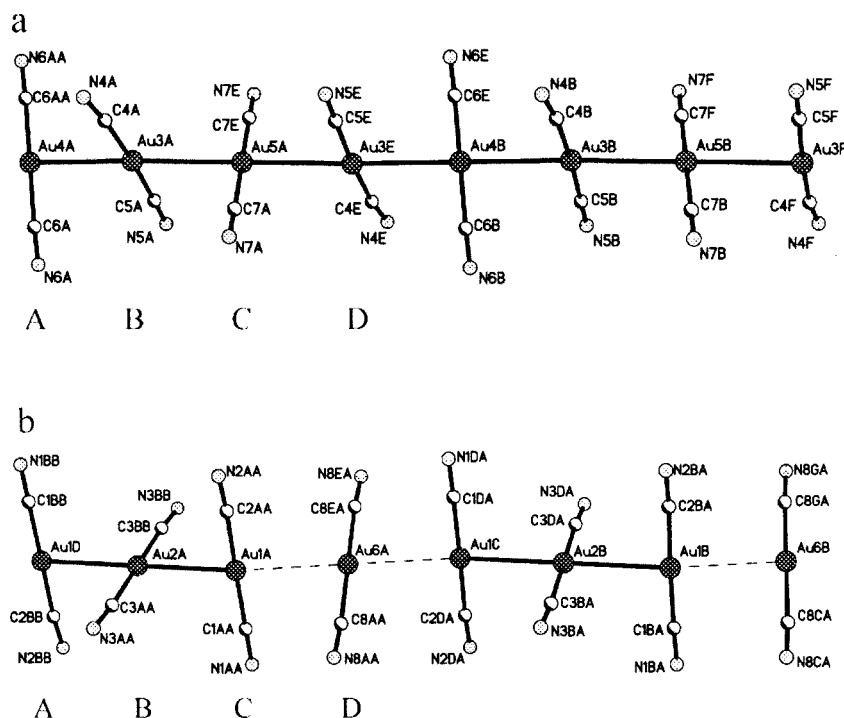 a
N6AA N4A N7E N5E N6E N4B N7F N5F
C6AA C4A C7E C5E C6E C4B C7F C5F
Au4A Au3A Au5A Au3E Au4B Au3B Au5B Au3F
C6A C5A C7A C4E C6B C5B C7B C4F
N6A N5A N7A N4E N6B N5B N7B N4F
A B C D
b
N1BB N3BB N2AA N8EA N1DA N3DA N2BA N8GA
C1BB C3BB C2AA C8EA C1DA C3DA C2BA C8GA
Au1D Au2A Au1A Au6A Au1C Au2B Au1B Au6B
C2BB C3AA C1AA C8AA C2DA C3BA C1BA C8CA
N2BB N3AA N1AA N8AA N2DA N3BA N1BA N8CA
A B C D